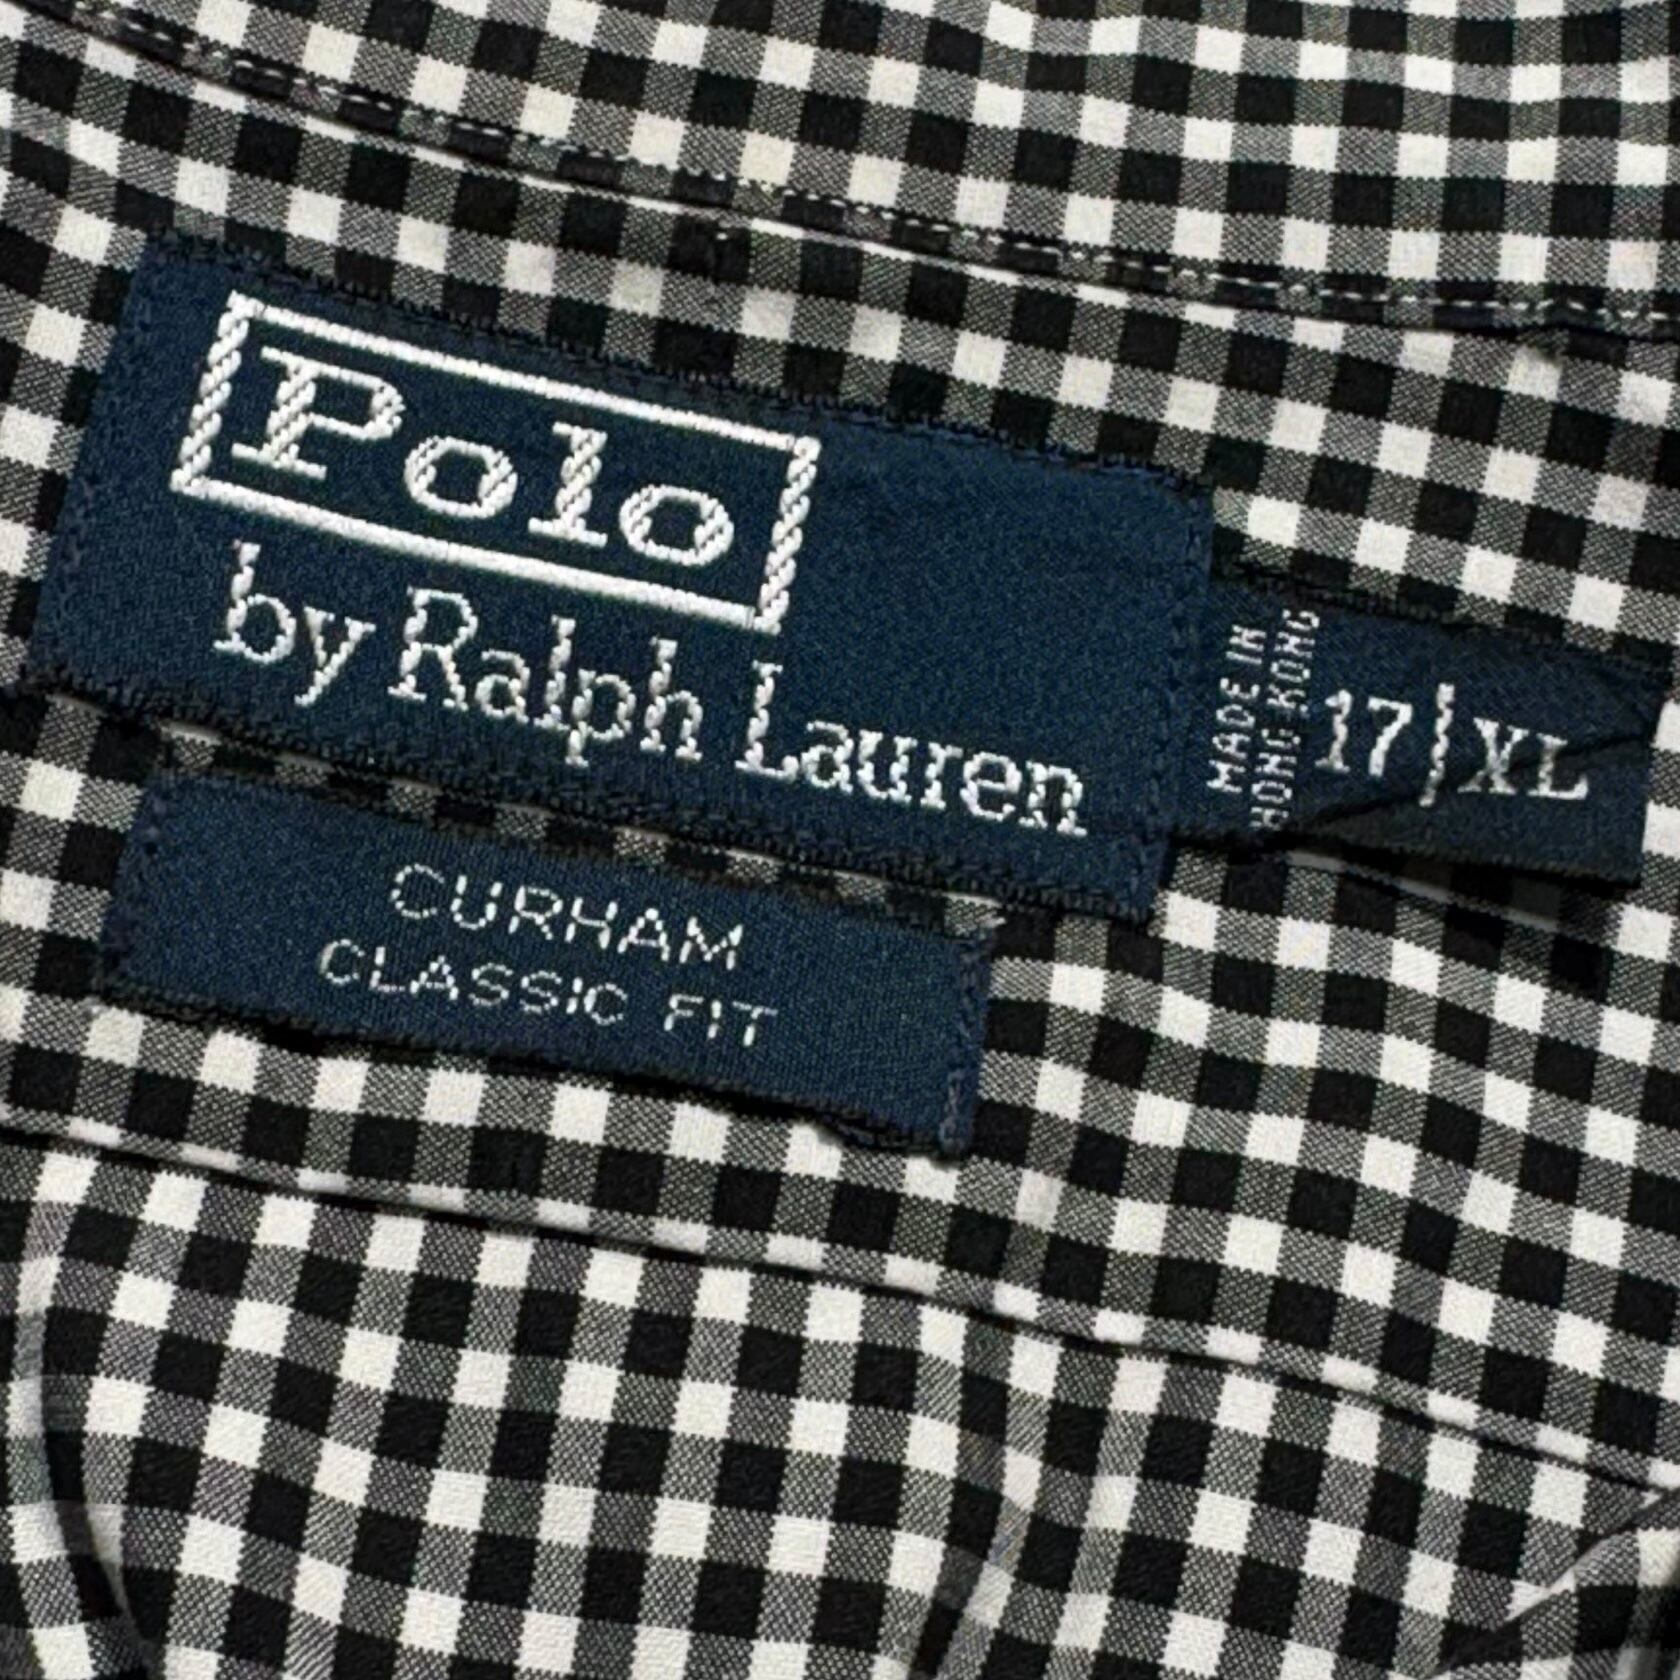 Polo
by Ralph Lauren
MADE IN
HONG KONG
17|XL
CURHAM
CLASSIC FIT